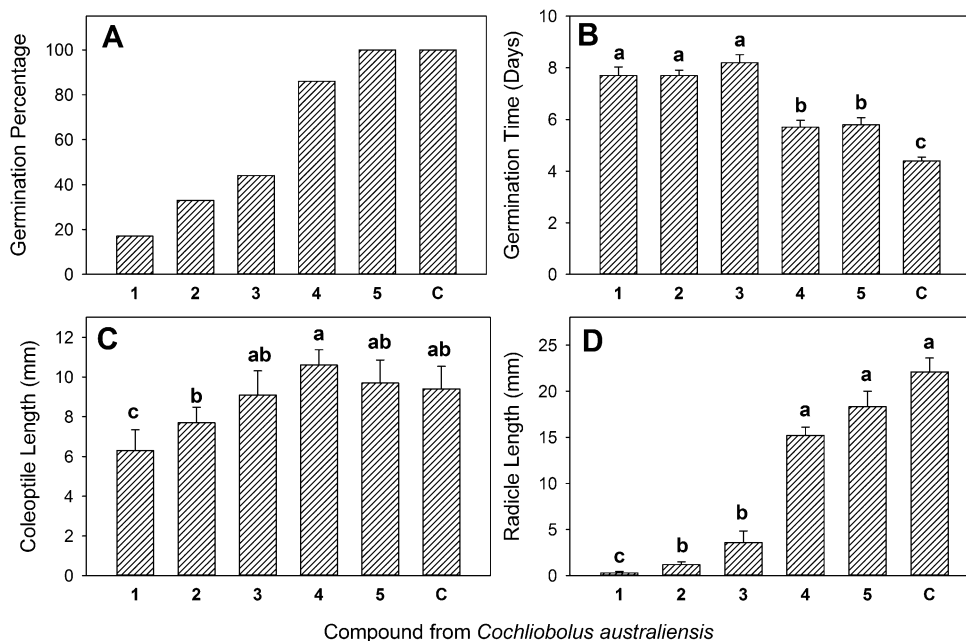 A
Germination Percentage
100
80
60
40
20
0
1 2 3 4 5 C
B
Germination Time (Days)
10
8
6
4
2
0
a a a b b c
1 2 3 4 5 C
C
Coleoptile Length (mm)
12
10
8
6
4
2
0
c b ab a ab ab
1 2 3 4 5 C
D
Radicle Length (mm)
25
20
15
10
5
0
c b b a a a
1 2 3 4 5 C
Compound from Cochliobolus australiensis